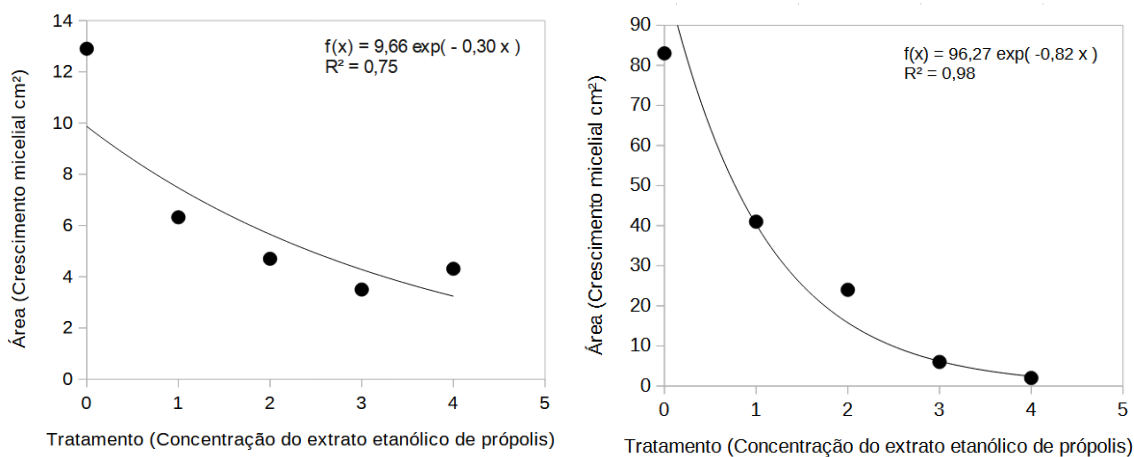 14
12
10
8
6
4
2
0
0 1 2 3 4 5
f(x) = 9,66 exp( - 0,30 x )
R² = 0,75
Área (Crescimento micelial cm²)
Tratamento (Concentração do extrato etanólico de própolis)
90
80
70
60
50
40
30
20
10
0
0 1 2 3 4 5
f(x) = 96,27 exp( -0,82 x )
R² = 0,98
Área (Crescimento micelial cm²)
Tratamento (Concentração do extrato etanólico de própolis)